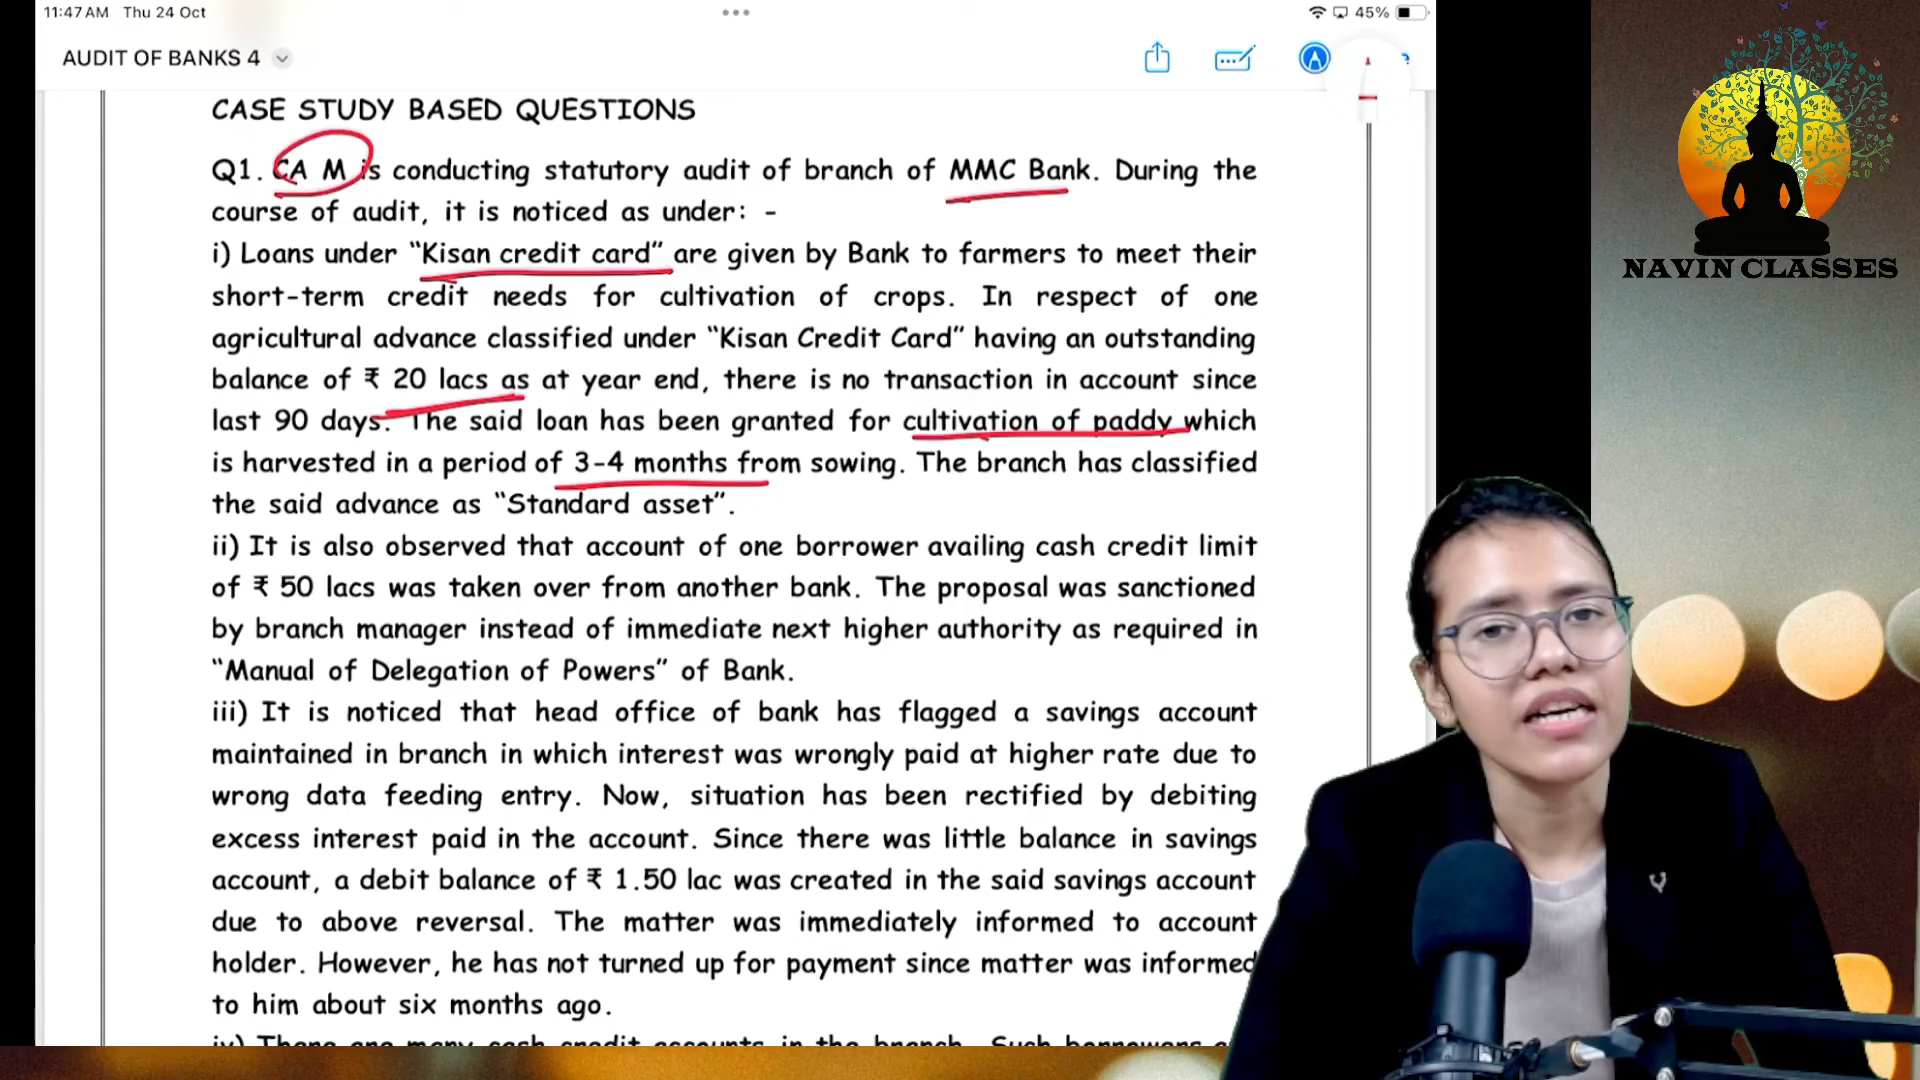 11:47 AM Thu 24 Oct
45%
AUDIT OF BANKS 4
CASE STUDY BASED QUESTIONS
Q1. CA M is conducting statutory audit of branch of MMC Bank. During the
course of audit, it is noticed as under: -
i) Loans under “Kisan credit card” are given by Bank to farmers to meet their
short-term credit needs for cultivation of crops. In respect of one
agricultural advance classified under “Kisan Credit Card” having an outstanding
balance of ₹ 20 lacs as at year end, there is no transaction in account since
last 90 days. The said loan has been granted for cultivation of paddy which
is harvested in a period of 3-4 months from sowing. The branch has classified
the said advance as “Standard asset”.
ii) It is also observed that account of one borrower availing cash credit limit
of ₹ 50 lacs was taken over from another bank. The proposal was sanctioned
by branch manager instead of immediate next higher authority as required in
“Manual of Delegation of Powers” of Bank.
iii) It is noticed that head office of bank has flagged a savings account
maintained in branch in which interest was wrongly paid at higher rate due to
wrong data feeding entry. Now, situation has been rectified by debiting
excess interest paid in the account. Since there was little balance in savings
account, a debit balance of ₹ 1.50 lac was created in the said savings account
due to above reversal. The matter was immediately informed to account
holder. However, he has not turned up for payment since matter was informed
to him about six months ago.
iv) There are many cash credit accounts in the branch. Such borrowers
NAVIN CLASSES